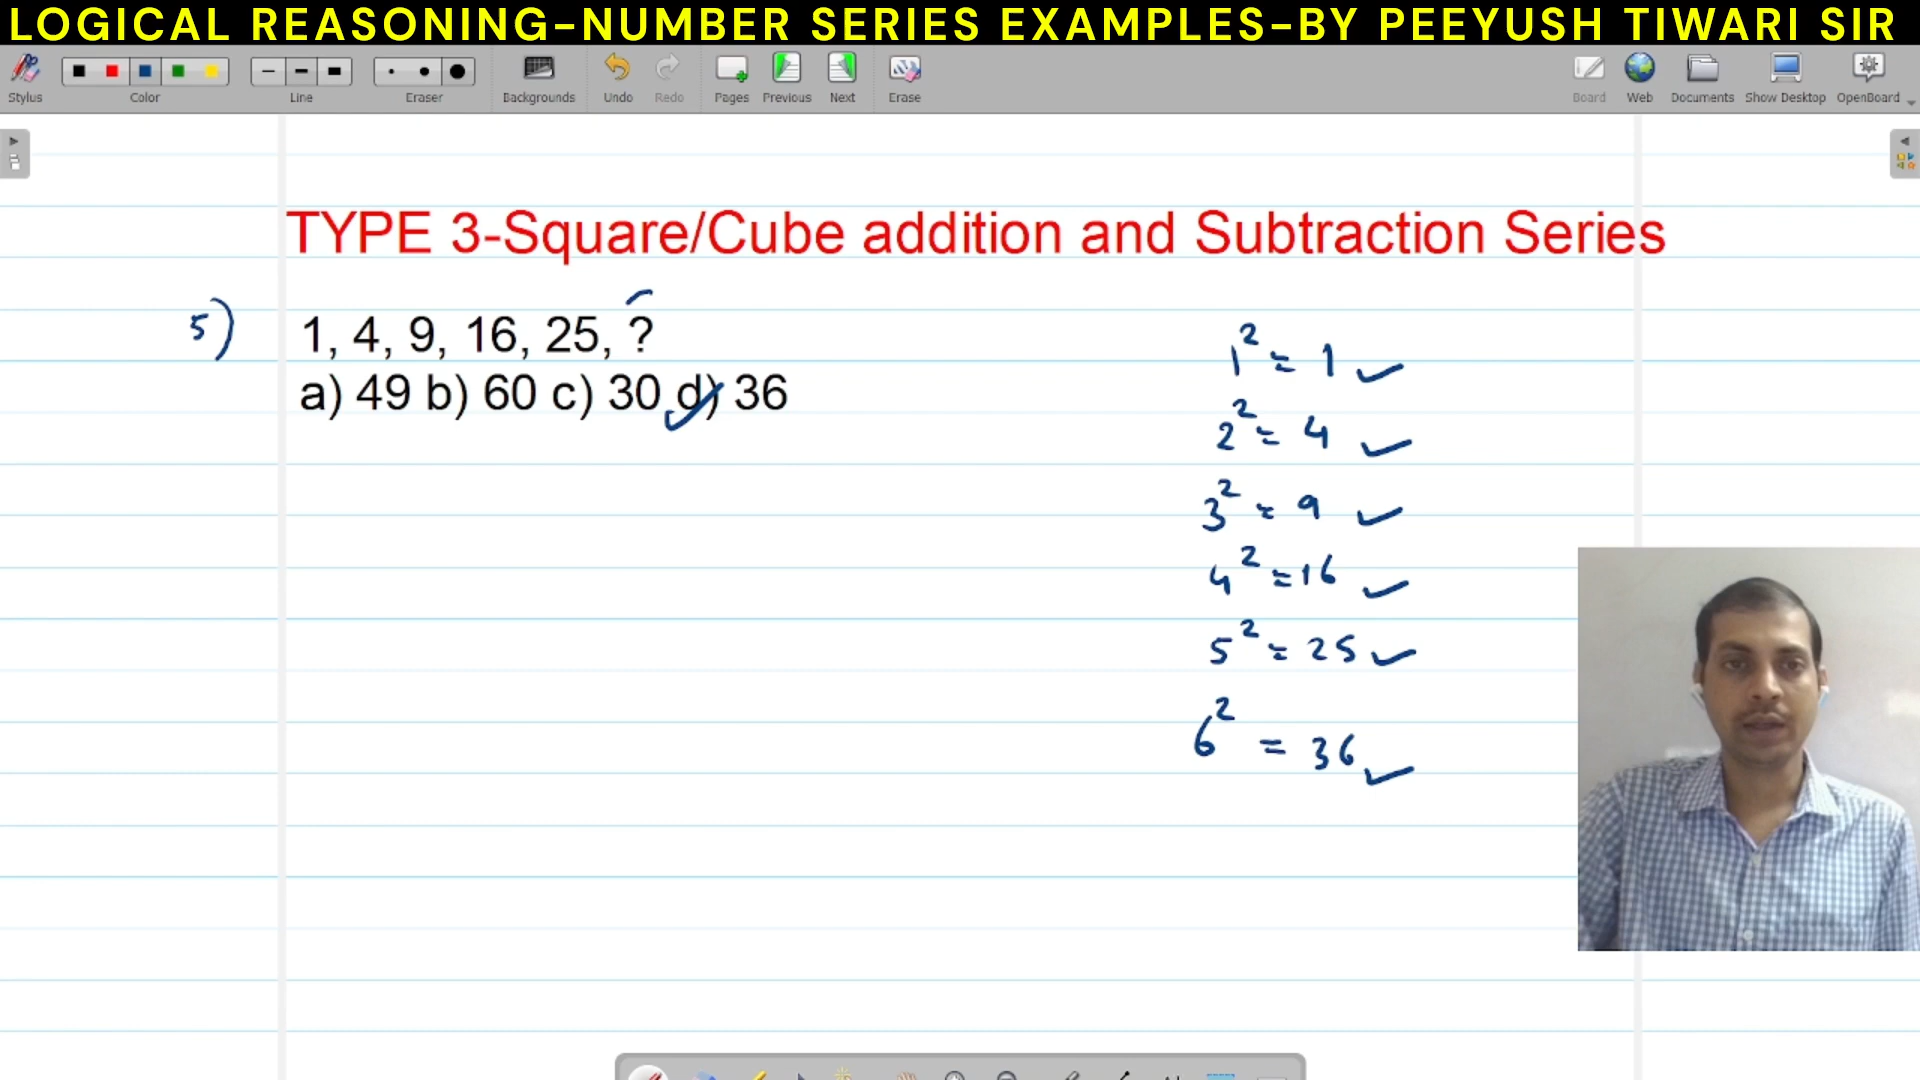 LOGICAL REASONING-NUMBER SERIES EXAMPLES-BY PEEYUSH TIWARI SIR
Stylus Color Line Eraser Backgrounds Undo Redo Pages Previous Next Erase Board Web Documents Show Desktop OpenBoard
TYPE 3-Square/Cube addition and Subtraction Series
5) 1, 4, 9, 16, 25, ?
a) 49 b) 60 c) 30 d) 36
1² = 1
2² = 4
3² = 9
4² = 16
5² = 25
6² = 36